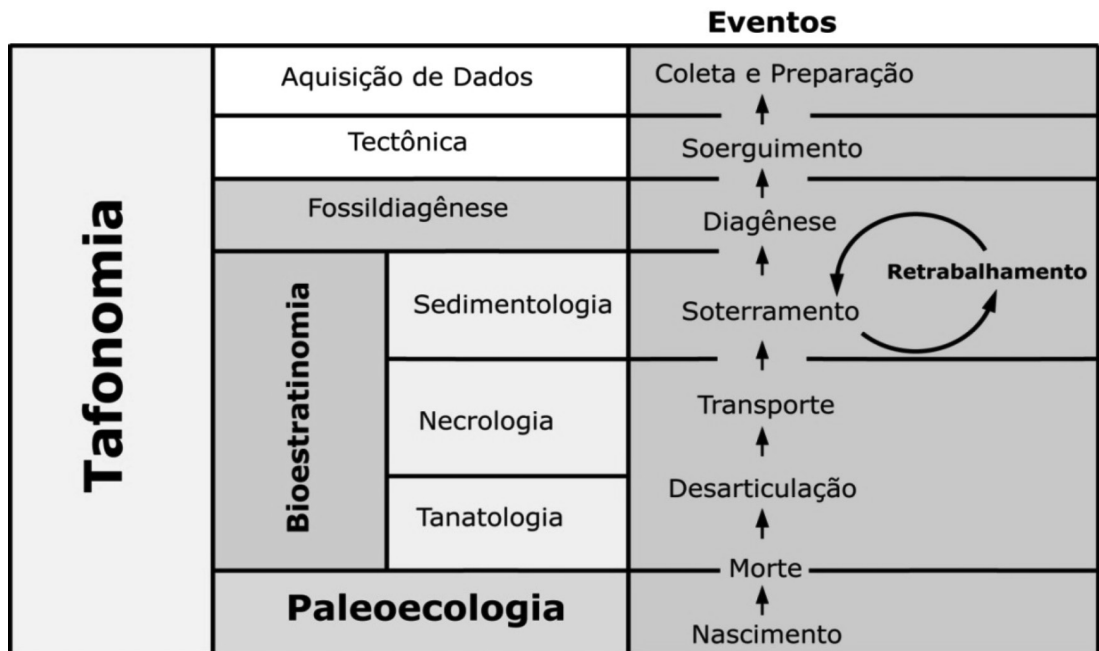 Eventos
Tafonomia
Aquisição de Dados
Coleta e Preparação
Tectônica
Soerguimento
Fossildiagênese
Diagênese
Retrabalhamento
Bioestratinomia
Sedimentologia
Soterramento
Necrologia
Transporte
Desarticulação
Tanatologia
Morte
Paleoecologia
Nascimento